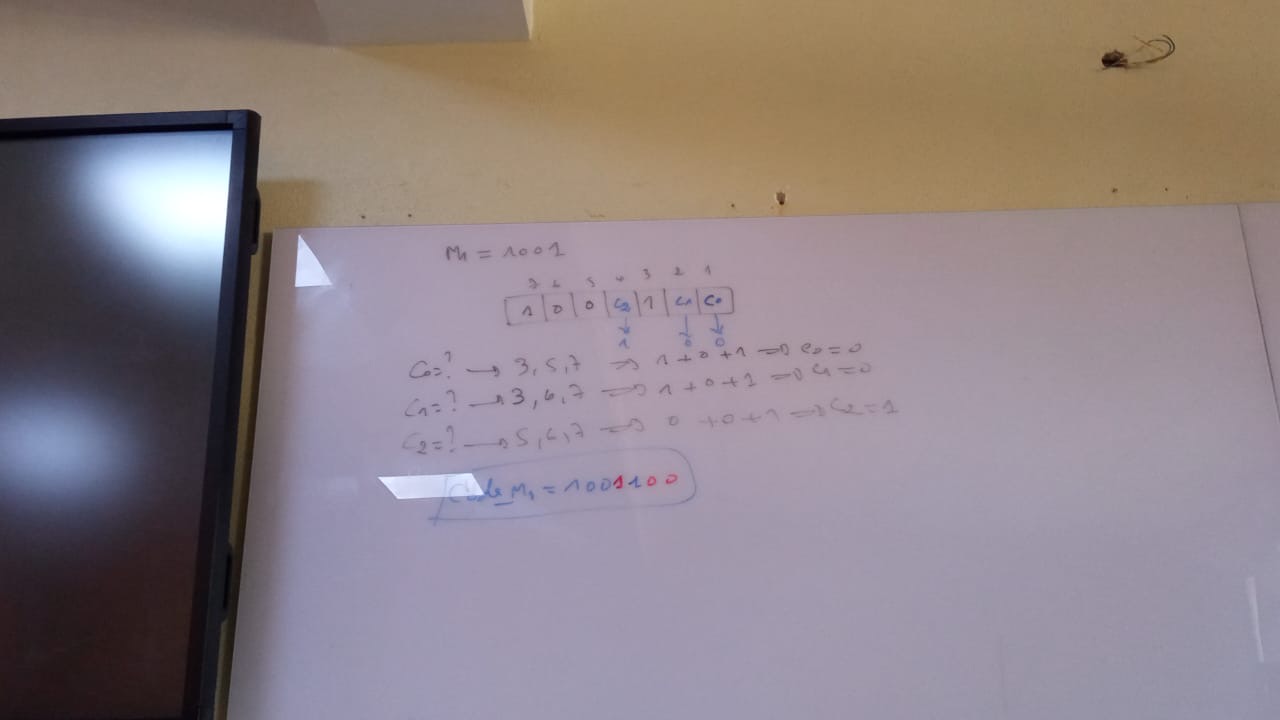 M1 = 1001
7 6 5 4 3 2 1
1 0 0 C2 1 C1 C0
1 0 0
C0=? → 3,5,7 ⇒ 1+0+1 ⇒ C0=0
C1=? → 3,6,7 ⇒ 1+0+1 ⇒ C1=0
C2=? → 5,6,7 ⇒ 0+0+1 ⇒ C2=1
Code_M1 = 1001100